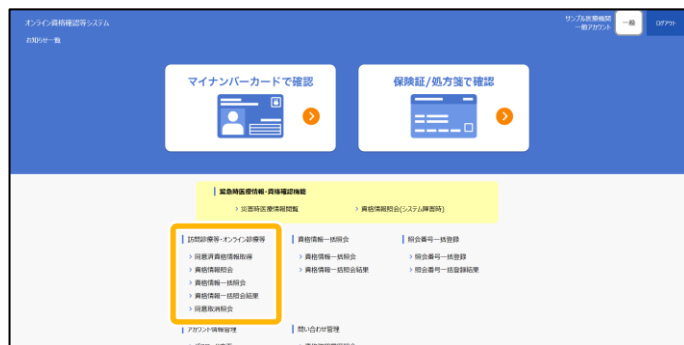 オンライン資格確認等システム
サンプル医療機関
一般アカウント
一般
ログアウト
お知らせ一覧
マイナンバーカードで確認
保険証/処方箋で確認
緊急時医療情報・資格確認機能
> 災害時医療情報閲覧
> 資格情報照会(システム障害時)
訪問診療等・オンライン診療等
> 同意済資格情報取得
> 資格情報照会
> 資格情報一括照会
> 資格情報一括照会結果
> 同意取消照会
資格情報一括照会
> 資格情報一括照会
> 資格情報一括照会結果
照会番号一括登録
> 照会番号一括登録
> 照会番号一括登録結果
アカウント情報管理
問い合わせ管理